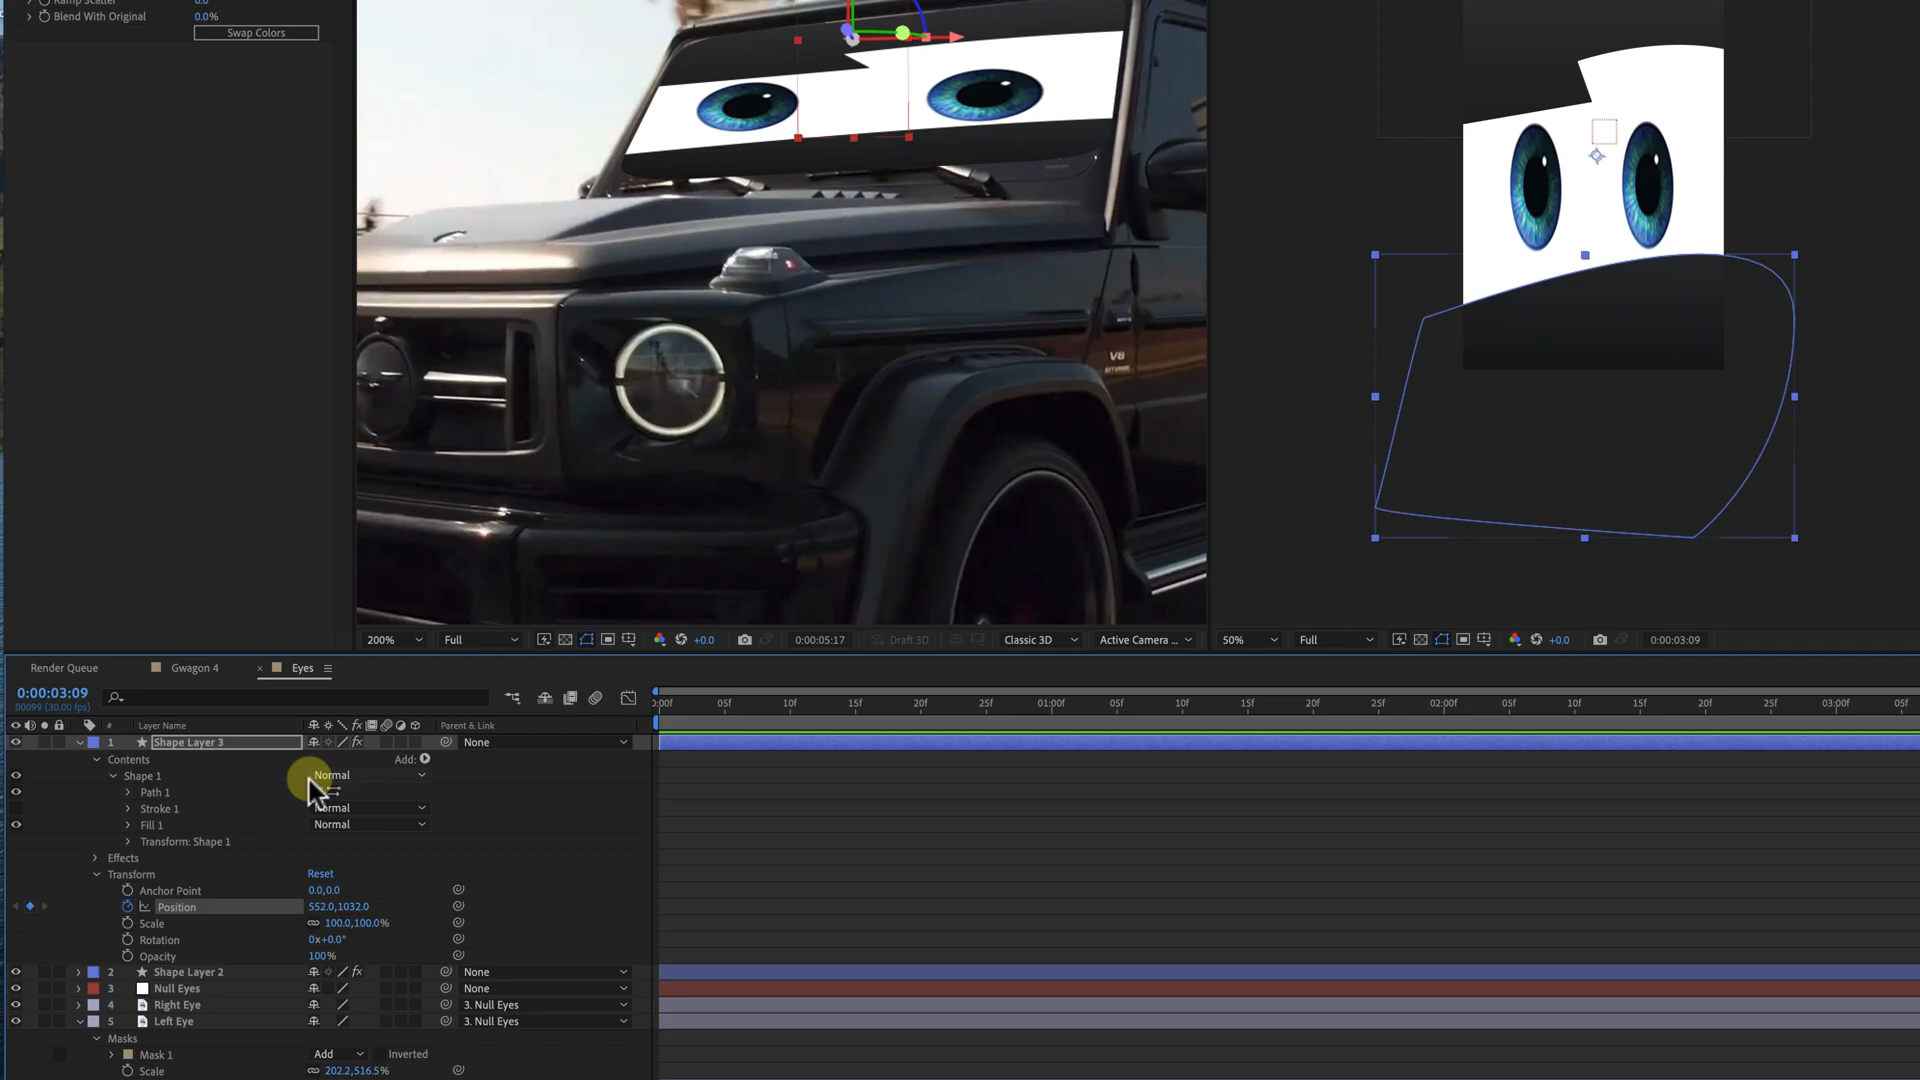 Ramp Scatter 0.0
Blend With Original 0.0%
Swap Colors
V8
BITURBO
200% Full +0.0 0:00:05:17 Draft 3D Classic 3D Active Camera ...
50% Full +0.0 0:00:03:09
Render Queue Gwagon 4 × Eyes
0:00:03:09
00099 (30.00 fps)
0:00f 05f 10f 15f 20f 25f 01:00f 05f 10f 15f 20f 25f 02:00f 05f 10f 15f 20f 25f 03:00f 05f
# Layer Name fx Parent & Link
1 Shape Layer 3 fx None
Contents Add:
Shape 1 Normal
Path 1
Stroke 1 Normal
Fill 1 Normal
Transform: Shape 1
Effects
Transform Reset
Anchor Point 0.0,0.0
Position 552.0,1032.0
Scale 100.0,100.0%
Rotation 0x+0.0°
Opacity 100%
2 Shape Layer 2 fx None
3 Null Eyes None
4 Right Eye 3. Null Eyes
5 Left Eye 3. Null Eyes
Masks
Mask 1 Add Inverted
Scale 202.2,516.5%